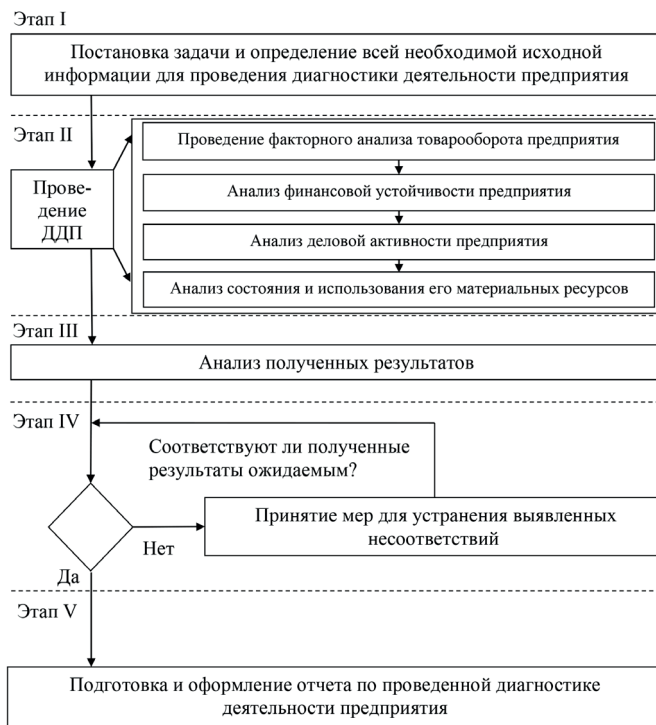 Этап I
Постановка задачи и определение всей необходимой исходной
информации для проведения диагностики деятельности предприятия
Этап II
Прове-
дение
ДДП
Проведение факторного анализа товарооборота предприятия
Анализ финансовой устойчивости предприятия
Анализ деловой активности предприятия
Анализ состояния и использования его материальных ресурсов
Этап III
Анализ полученных результатов
Этап IV
Соответствуют ли полученные
результаты ожидаемым?
Принятие мер для устранения выявленных
несоответствий
Нет
Да
Этап V
Подготовка и оформление отчета по проведенной диагностике
деятельности предприятия